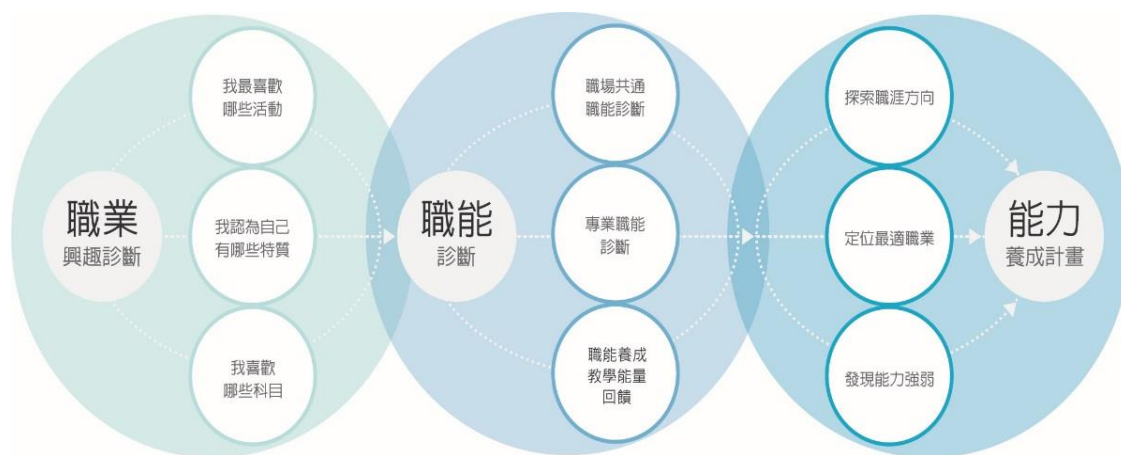 職業
興趣診斷
我最喜歡
哪些活動
我認為自己
有哪些特質
我喜歡
哪些科目
職能
診斷
職場共通
職能診斷
專業職能
診斷
職能養成
教學能量
回饋
探索職涯方向
定位最適職業
發現能力強弱
能力
養成計畫